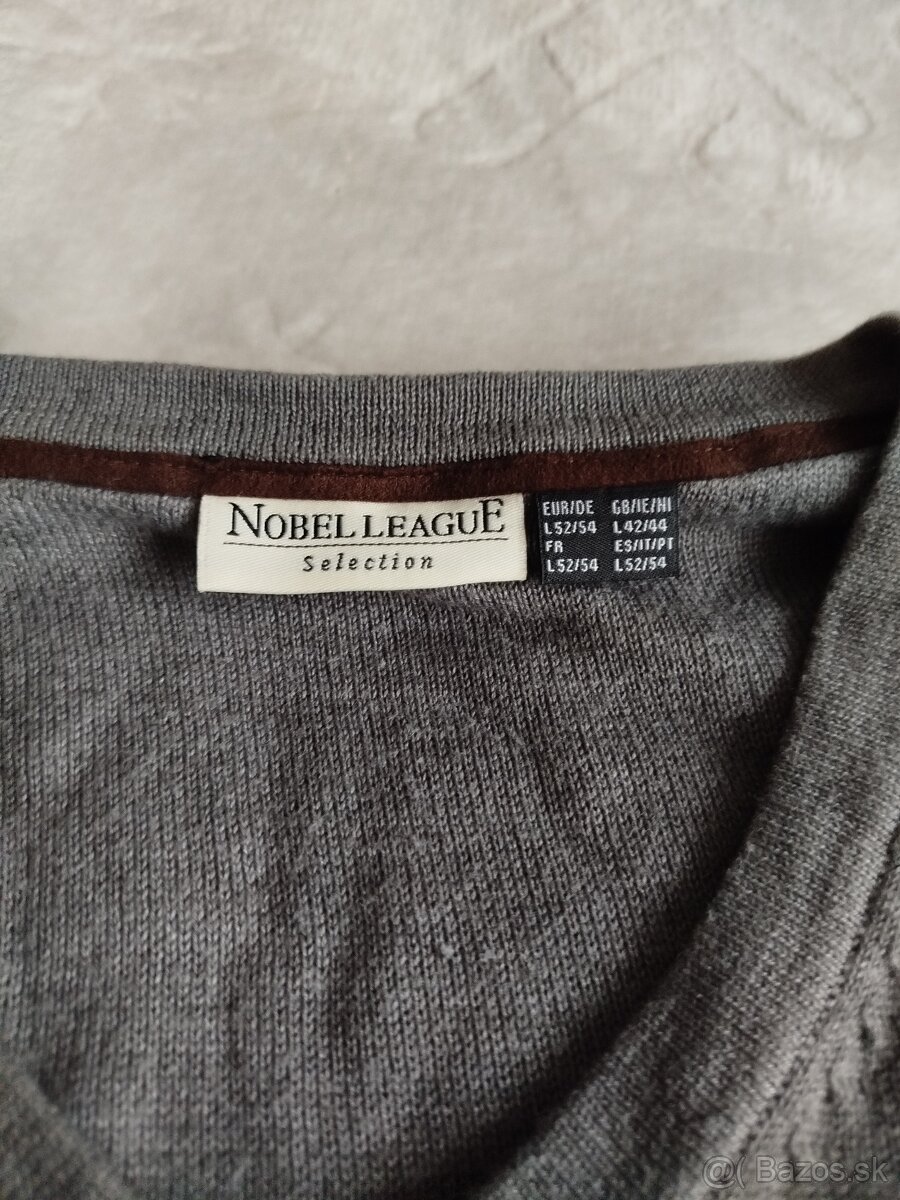 NOBEL LEAGUE
Selection
EUR/DE GB/IE/NI
L52/54 L42/44
FR ES/IT/PT
L52/54 L52/54
@( Bazos.sk